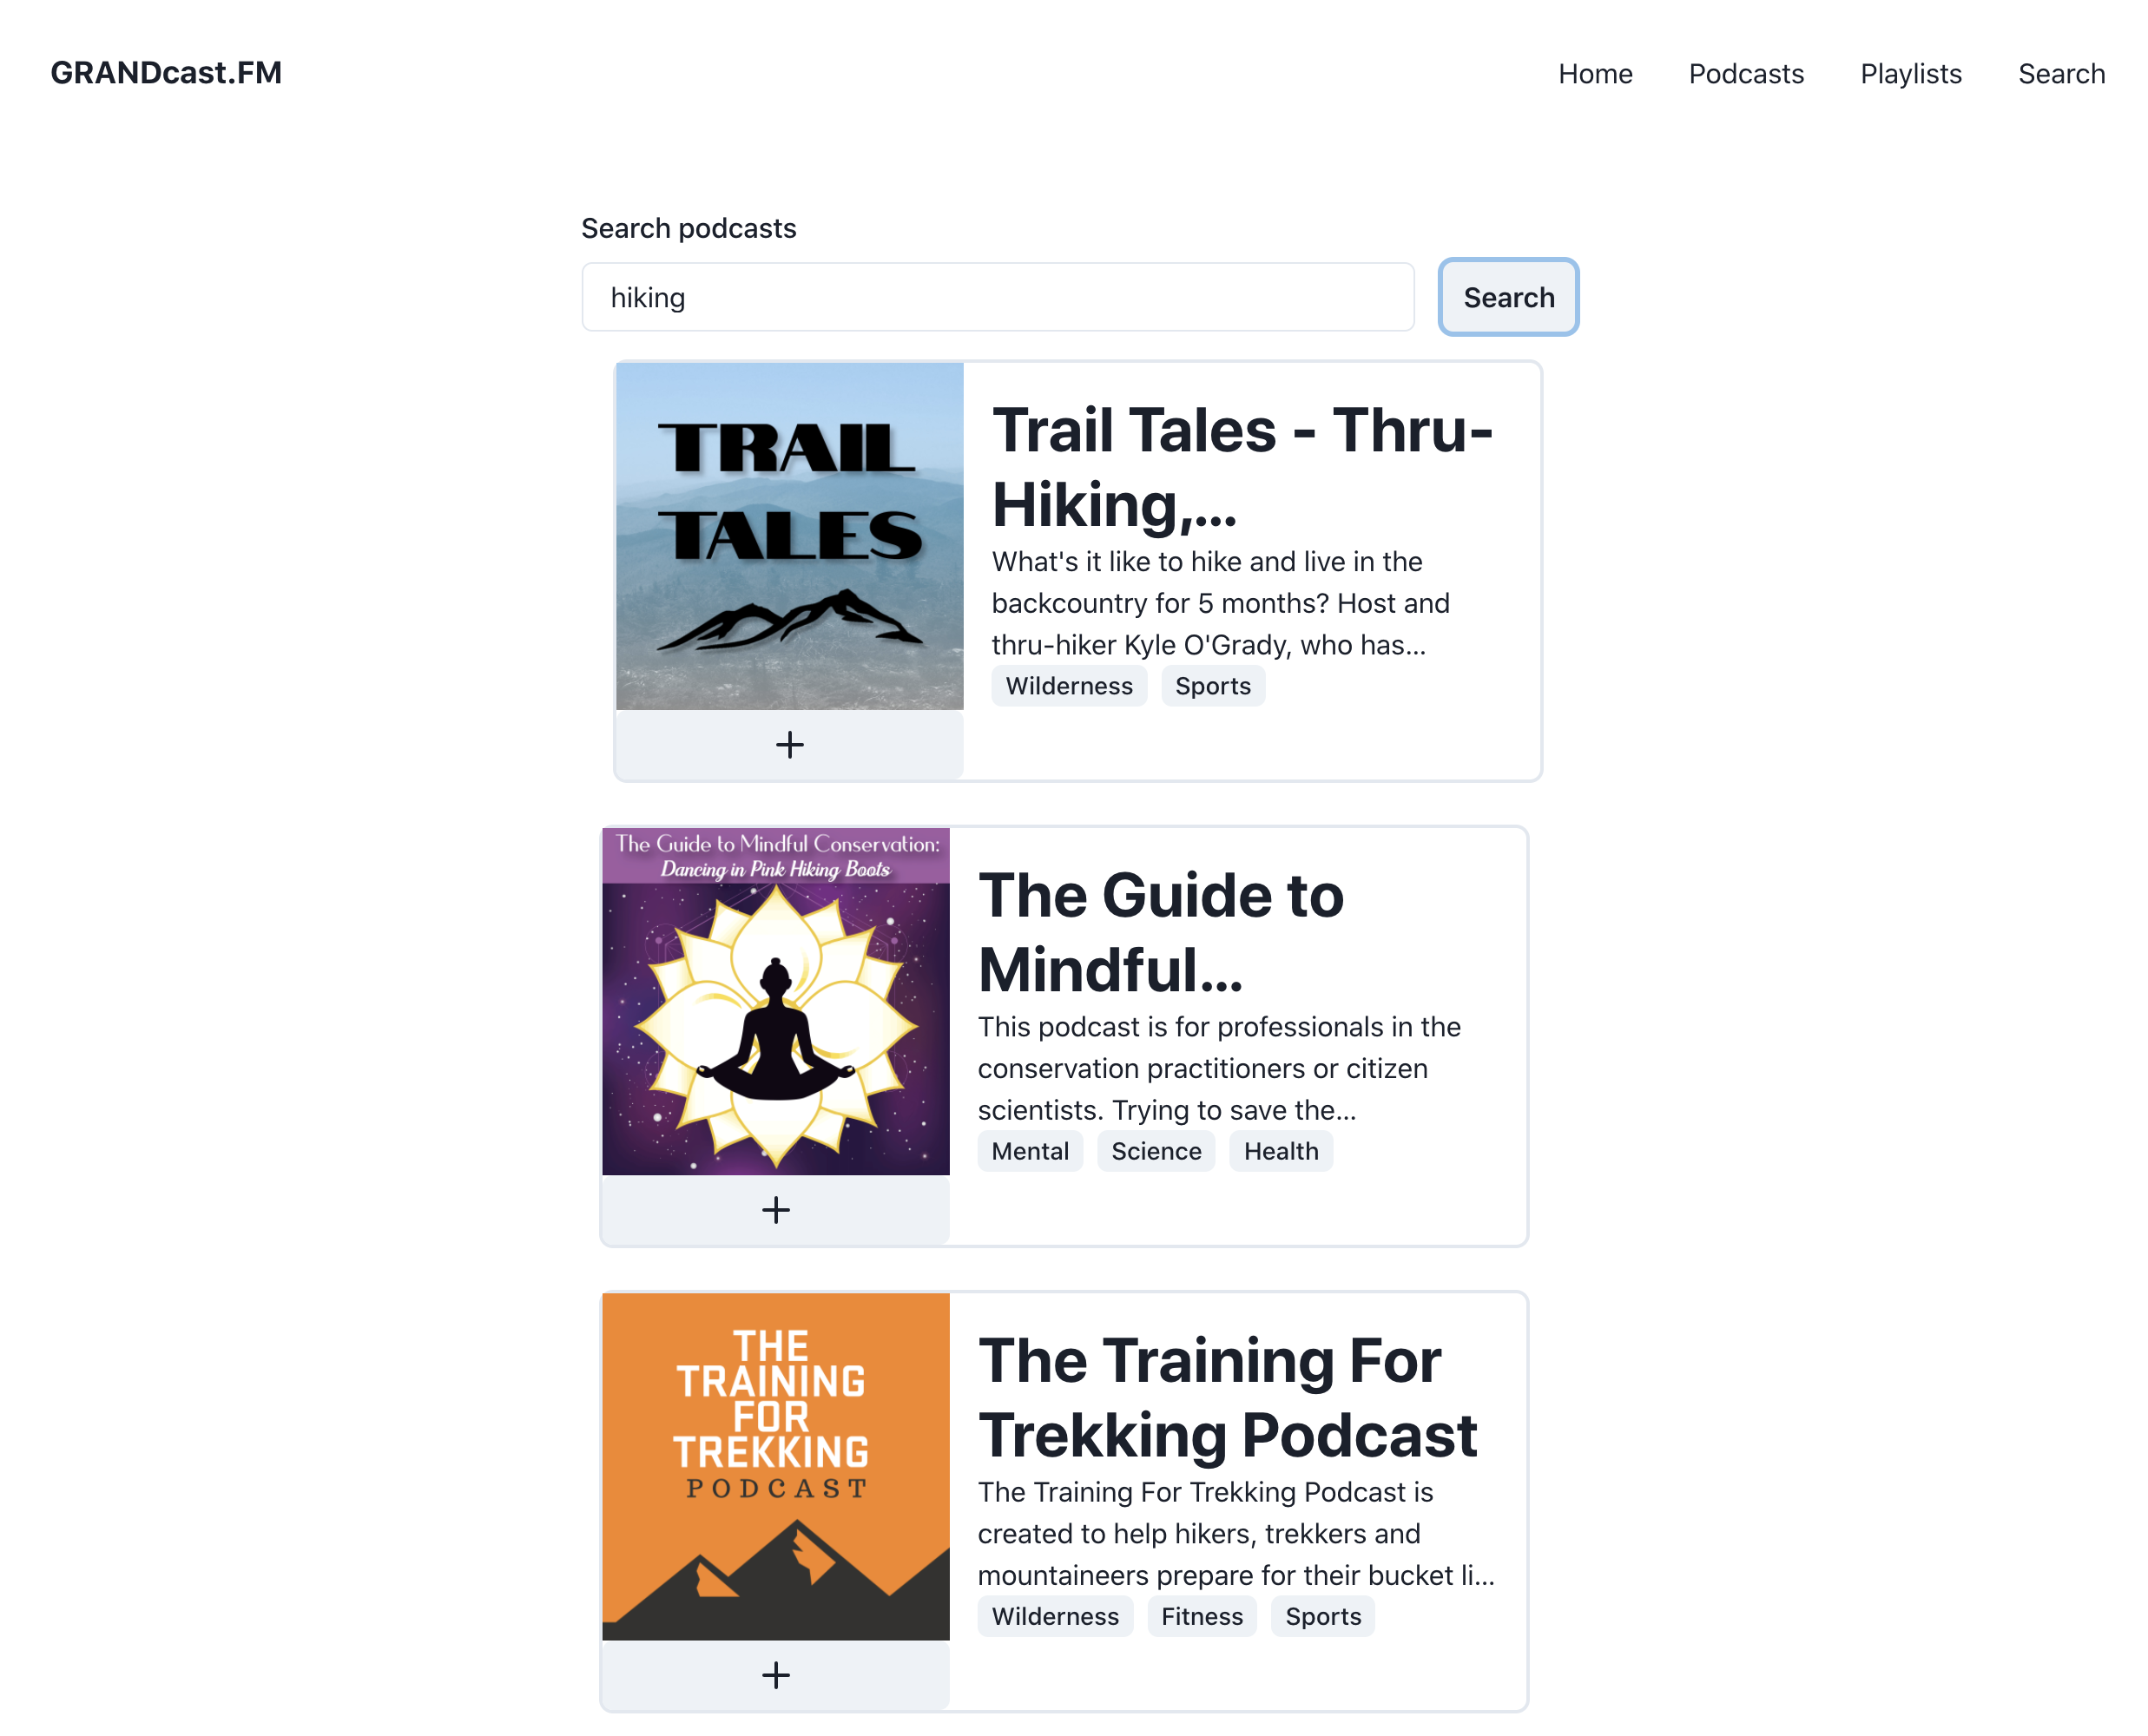 GRANDcast.FM
Home Podcasts Playlists Search
Search podcasts
hiking Search
TRAIL
TALES
Trail Tales - Thru-
Hiking,...
What's it like to hike and live in the
backcountry for 5 months? Host and
thru-hiker Kyle O'Grady, who has...
Wilderness Sports
+
The Guide to Mindful Conservation:
Dancing in Pink Hiking Boots
The Guide to
Mindful...
This podcast is for professionals in the
conservation practitioners or citizen
scientists. Trying to save the...
Mental Science Health
+
THE
TRAINING
FOR
TREKKING
PODCAST
The Training For
Trekking Podcast
The Training For Trekking Podcast is
created to help hikers, trekkers and
mountaineers prepare for their bucket li...
Wilderness Fitness Sports
+